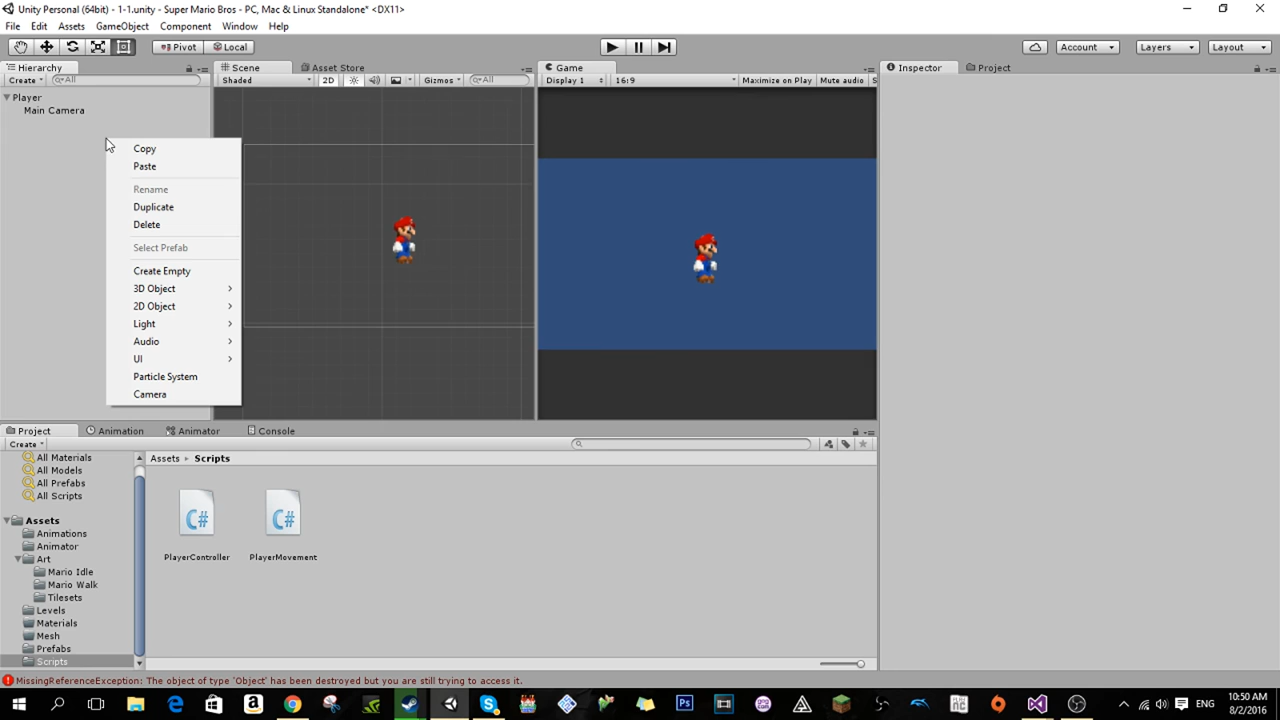 Unity Personal (64bit) - 1-1.unity - Super Mario Bros - PC, Mac & Linux Standalone* <DX11>
File Edit Assets GameObject Component Window Help
Pivot Local Account Layers Layout
Hierarchy Scene Asset Store Game Inspector Project
Create All Shaded 2D Gizmos All Display 1 16:9 Maximize on Play Mute audio S
Player
Main Camera
Copy
Paste
Rename
Duplicate
Delete
Select Prefab
Create Empty
3D Object
2D Object
Light
Audio
UI
Particle System
Camera
Project Animation Animator Console
Create
All Materials
All Models
All Prefabs
All Scripts
Assets
Animations
Animator
Art
Mario Idle
Mario Walk
Tilesets
Levels
Materials
Mesh
Prefabs
Scripts
Assets Scripts
C# C#
PlayerController PlayerMovement
MissingReferenceException: The object of type 'Object' has been destroyed but you are still trying to access it.
ENG
10:50 AM
8/2/2016